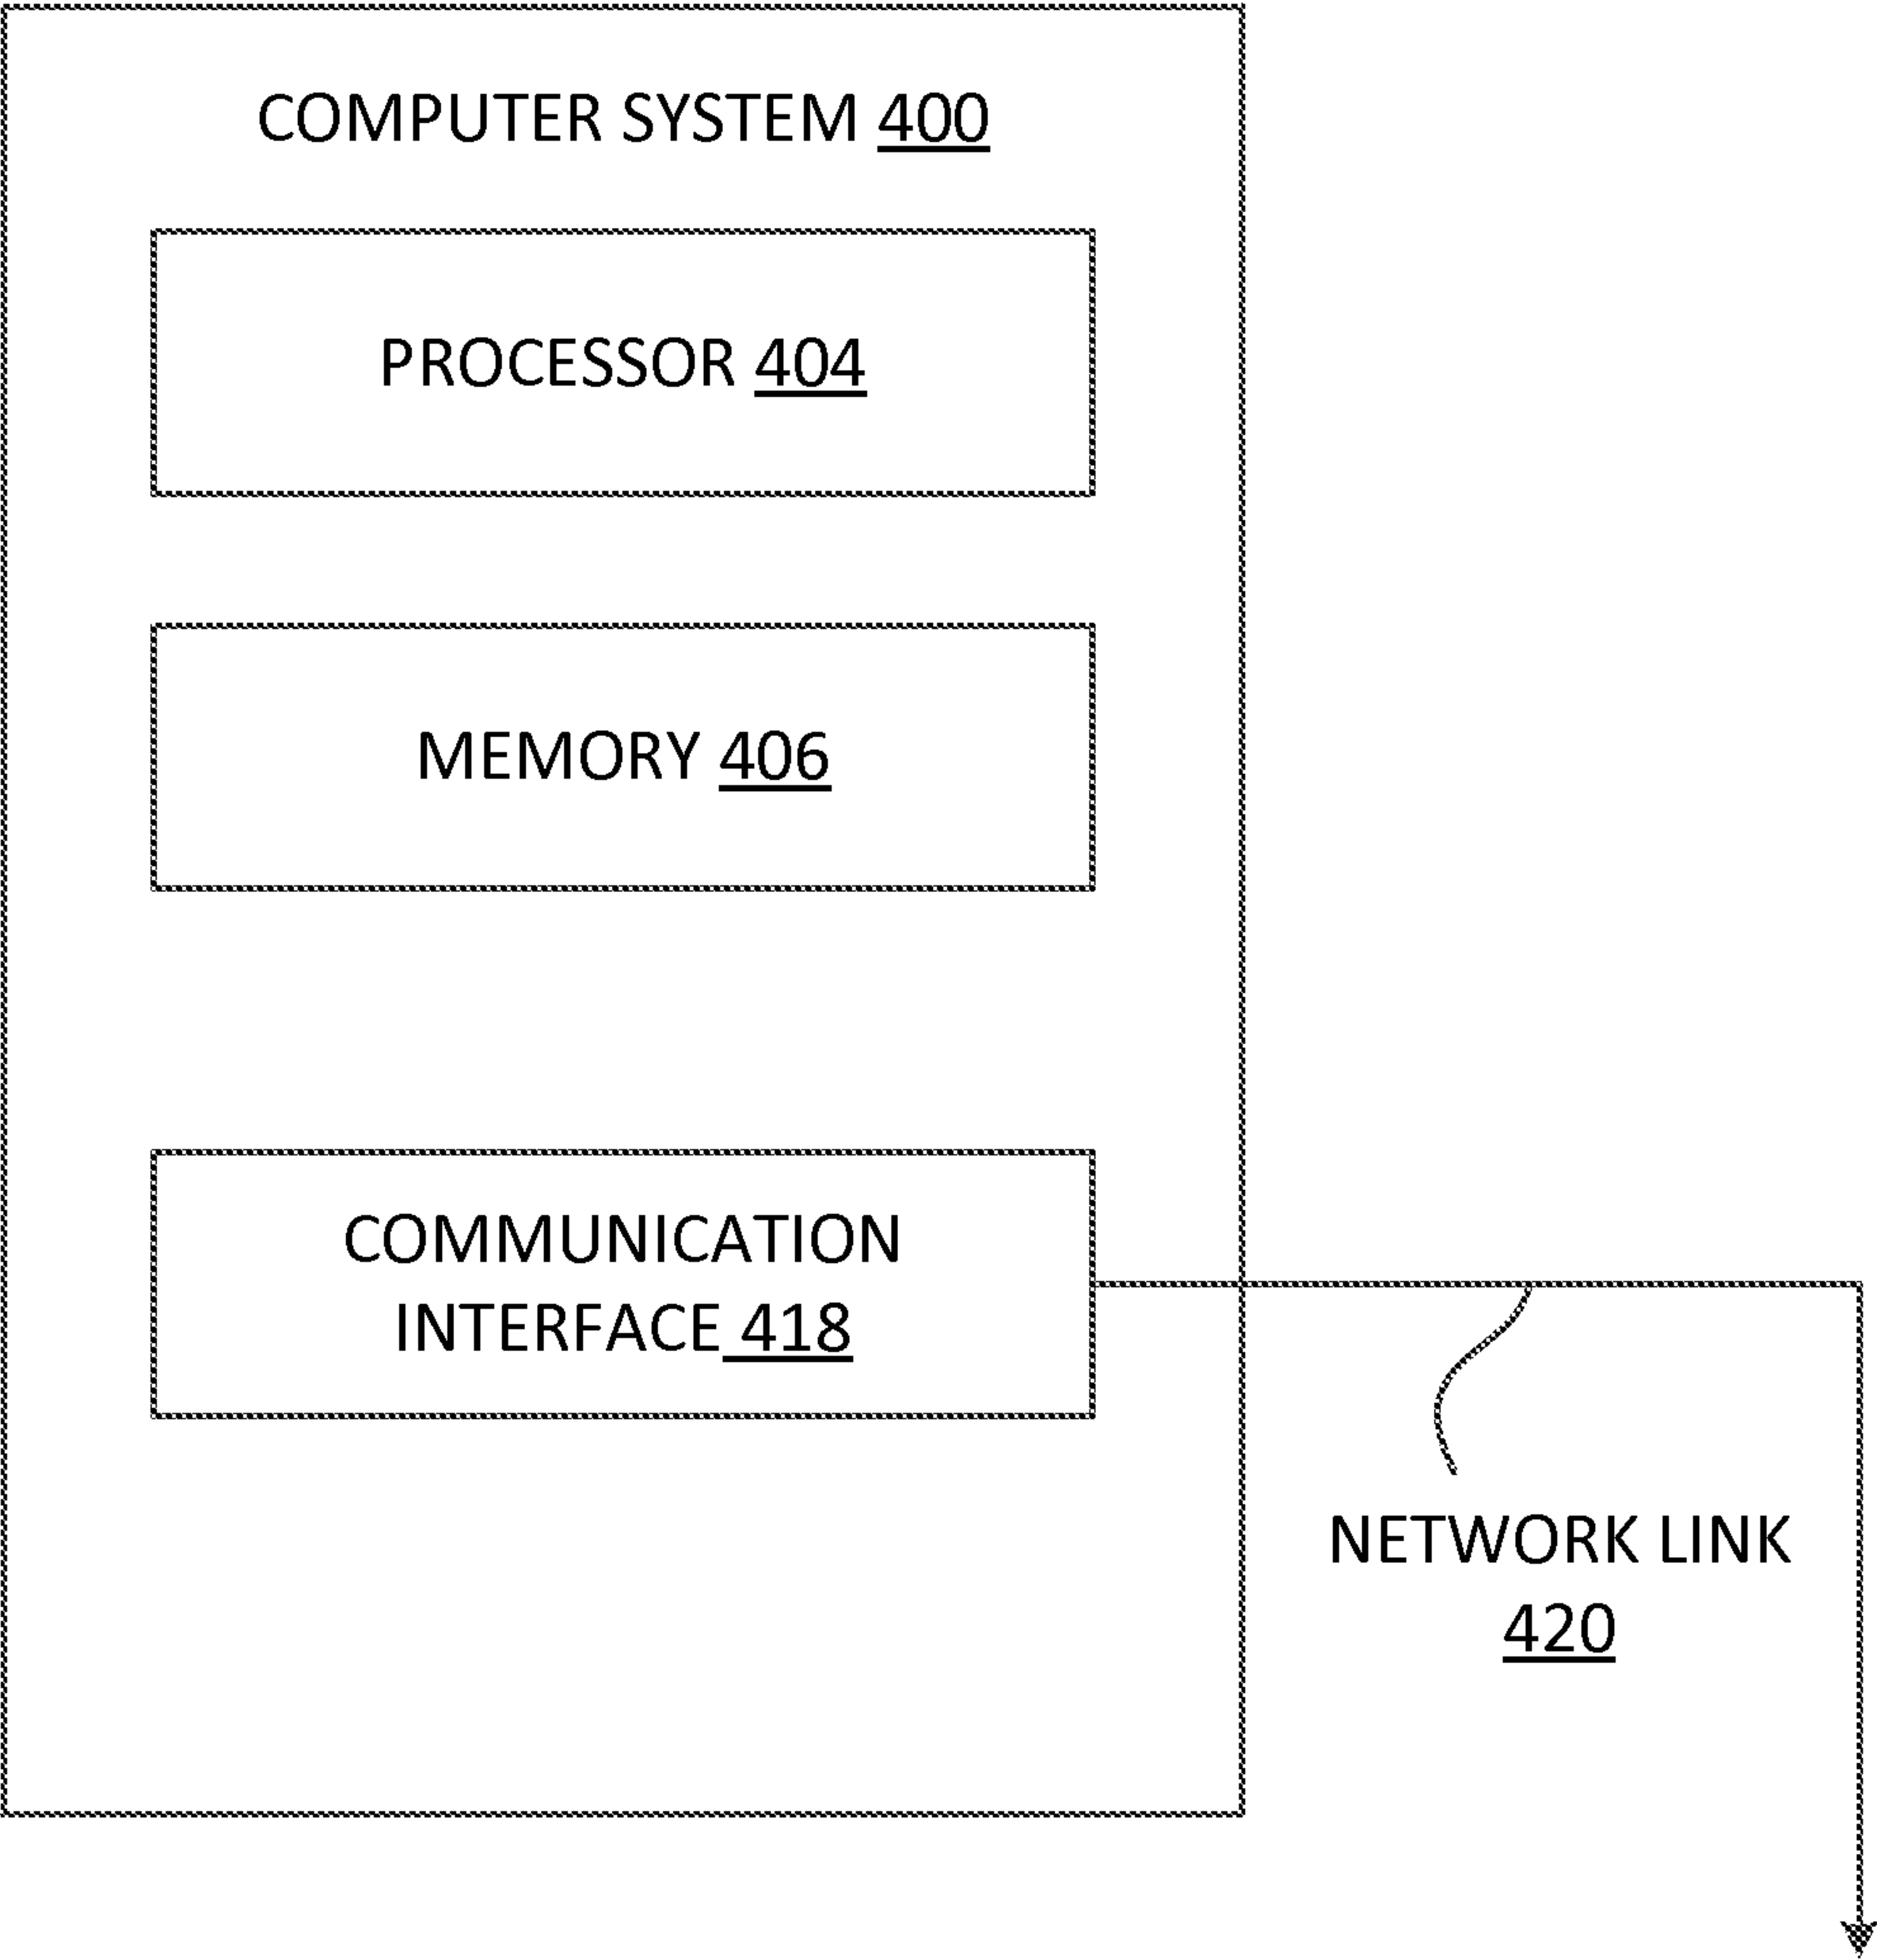 COMPUTER SYSTEM 400
PROCESSOR 404
MEMORY 406
COMMUNICATION
INTERFACE 418
NETWORK LINK
420